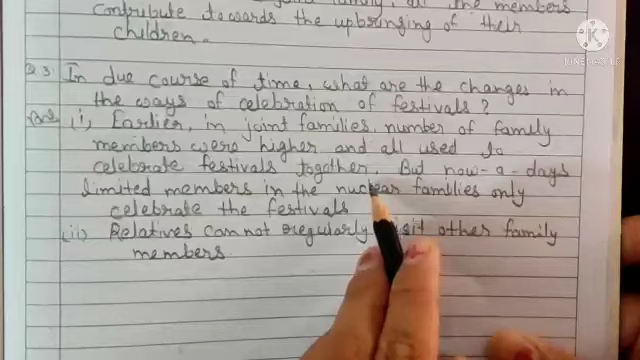 contribute towards the upbringing of their
children.
Q3. In due course of time, what are the changes in
the ways of celebration of festivals?
Ans (i) Earlier, in joint families, number of family
members were higher and all used to
celebrate festivals together. But now-a-days
limited members in the nuclear families only
celebrate the festivals
(ii) Relatives cannot regularly visit other family
members.